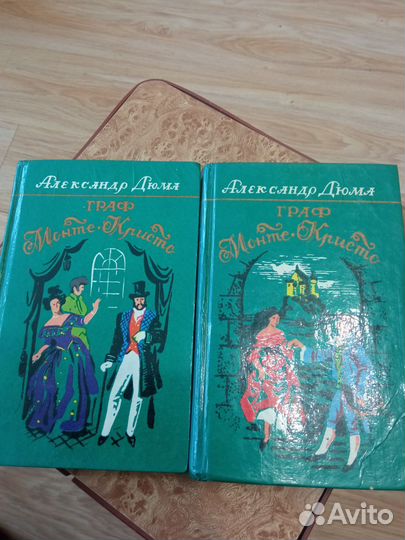 Александр Дюма
Граф
Монте-Кристо
Александр Дюма
Граф
Монте-Кристо
Avito